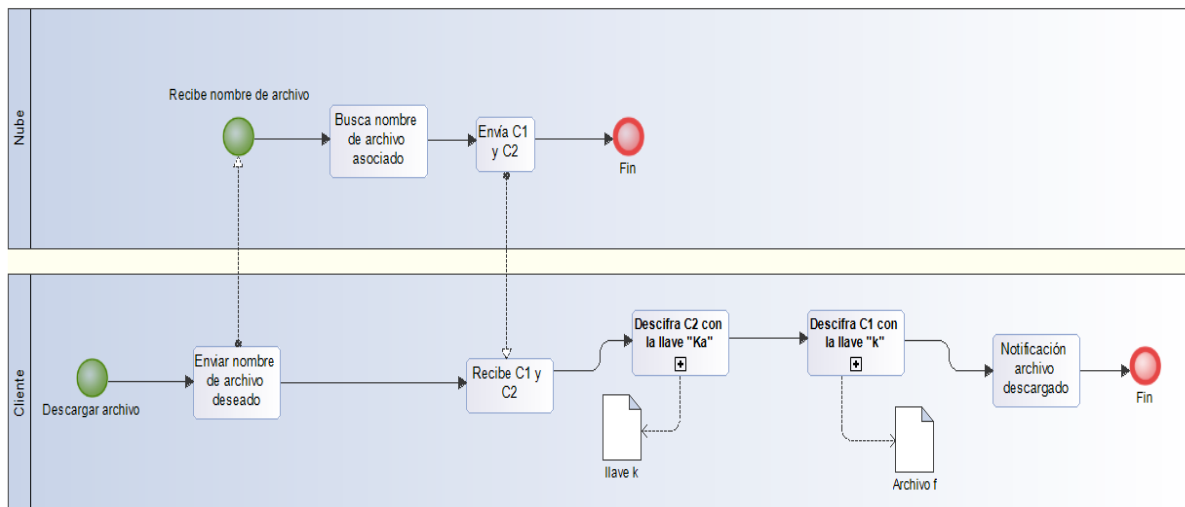 Nube
Recibe nombre de archivo
Busca nombre
de archivo
asociado
Envía C1
y C2
Fin
Cliente
Descargar archivo
Enviar nombre
de archivo
deseado
Recibe C1 y
C2
Descifra C2 con
la llave "Ka"
llave k
Descifra C1 con
la llave "k"
Archivo f
Notificación
archivo
descargado
Fin